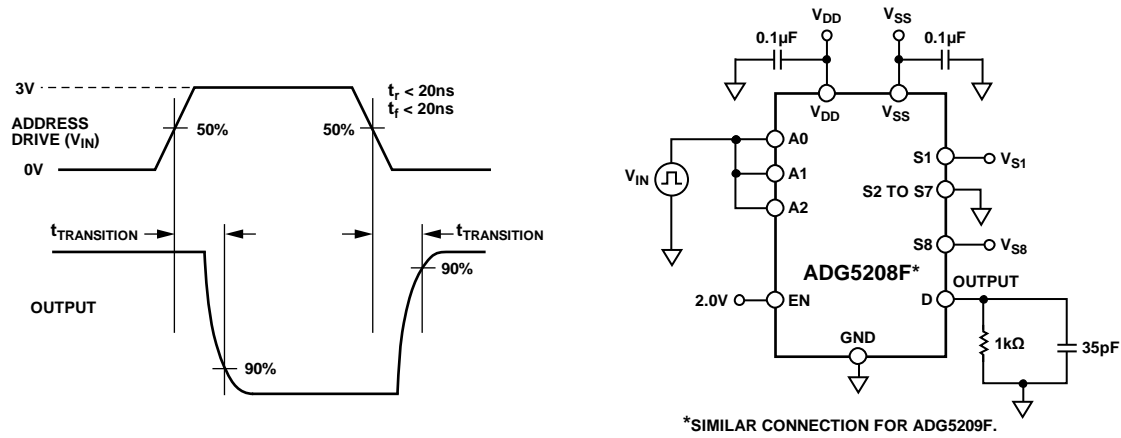 3V
ADDRESS
DRIVE (VIN)
0V
50%
50%
tr < 20ns
tf < 20ns
tTRANSITION
tTRANSITION
90%
OUTPUT
90%
VDD
VSS
0.1µF
0.1µF
VDD
VSS
A0
A1
A2
VIN
S1
VS1
S2 TO S7
S8
VS8
ADG5208F*
OUTPUT
D
2.0V
EN
GND
1kΩ
35pF
*SIMILAR CONNECTION FOR ADG5209F.